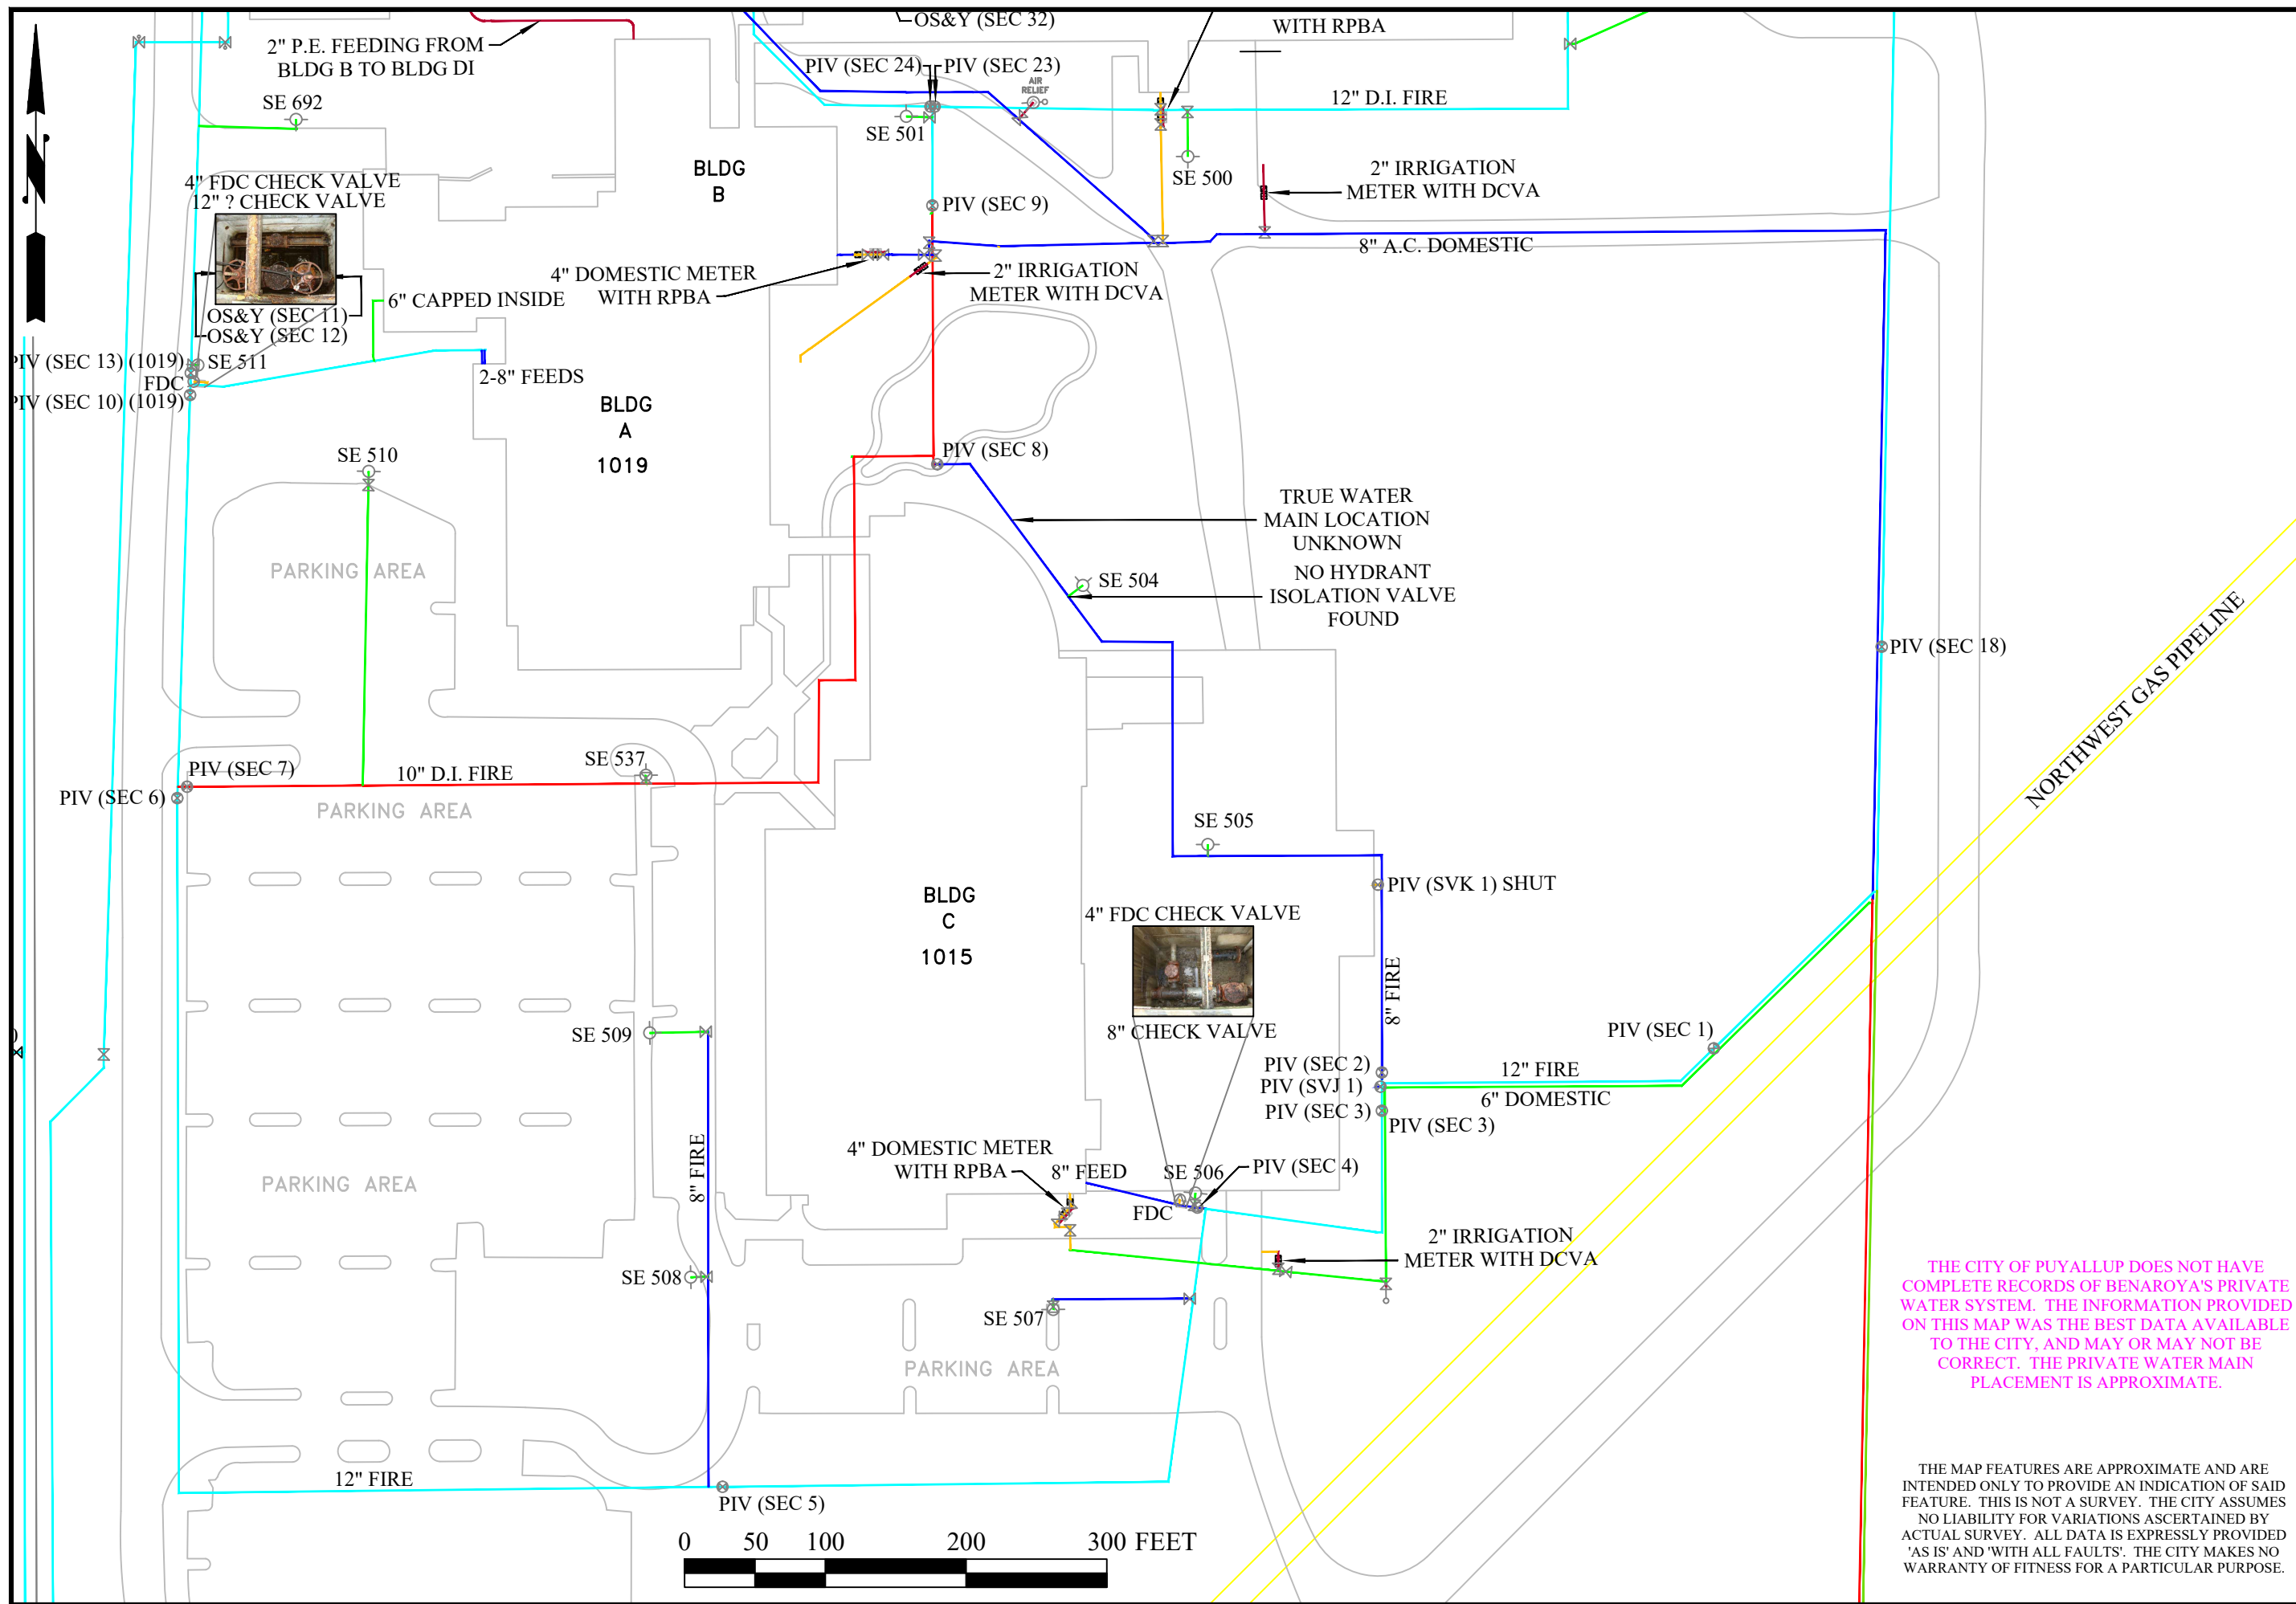 OS&Y (SEC 32)
WITH RPBA
2" P.E. FEEDING FROM
BLDG B TO BLDG DI
PIV (SEC 24)
PIV (SEC 23)
AIR
RELIEF
12" D.I. FIRE
SE 692
SE 501
SE 500
BLDG
B
2" IRRIGATION
METER WITH DCVA
N
4" FDC CHECK VALVE
12" ? CHECK VALVE
PIV (SEC 9)
8" A.C. DOMESTIC
4" DOMESTIC METER
WITH RPBA
2" IRRIGATION
METER WITH DCVA
6" CAPPED INSIDE
OS&Y (SEC 11)
OS&Y (SEC 12)
PIV (SEC 13) (1019)
SE 511
FDC
PIV (SEC 10) (1019)
2-8" FEEDS
BLDG
A
1019
SE 510
PIV (SEC 8)
TRUE WATER
MAIN LOCATION
UNKNOWN
NO HYDRANT
ISOLATION VALVE
FOUND
SE 504
PARKING AREA
PIV (SEC 18)
NORTHWEST GAS PIPELINE
PIV (SEC 7)
PIV (SEC 6)
10" D.I. FIRE
SE 537
PARKING AREA
SE 505
PIV (SVK 1) SHUT
BLDG
C
1015
4" FDC CHECK VALVE
8" CHECK VALVE
8" FIRE
SE 509
)
PIV (SEC 1)
PIV (SEC 2)
PIV (SVJ 1)
PIV (SEC 3)
PIV (SEC 3)
12" FIRE
6" DOMESTIC
8" FIRE
4" DOMESTIC METER
WITH RPBA
8" FEED
SE 506
PIV (SEC 4)
FDC
PARKING AREA
2" IRRIGATION
METER WITH DCVA
SE 508
SE 507
PARKING AREA
THE CITY OF PUYALLUP DOES NOT HAVE
COMPLETE RECORDS OF BENAROYA'S PRIVATE
WATER SYSTEM. THE INFORMATION PROVIDED
ON THIS MAP WAS THE BEST DATA AVAILABLE
TO THE CITY, AND MAY OR MAY NOT BE
CORRECT. THE PRIVATE WATER MAIN
PLACEMENT IS APPROXIMATE.
12" FIRE
PIV (SEC 5)
0 50 100 200 300 FEET
THE MAP FEATURES ARE APPROXIMATE AND ARE
INTENDED ONLY TO PROVIDE AN INDICATION OF SAID
FEATURE. THIS IS NOT A SURVEY. THE CITY ASSUMES
NO LIABILITY FOR VARIATIONS ASCERTAINED BY
ACTUAL SURVEY. ALL DATA IS EXPRESSLY PROVIDED
'AS IS' AND 'WITH ALL FAULTS'. THE CITY MAKES NO
WARRANTY OF FITNESS FOR A PARTICULAR PURPOSE.